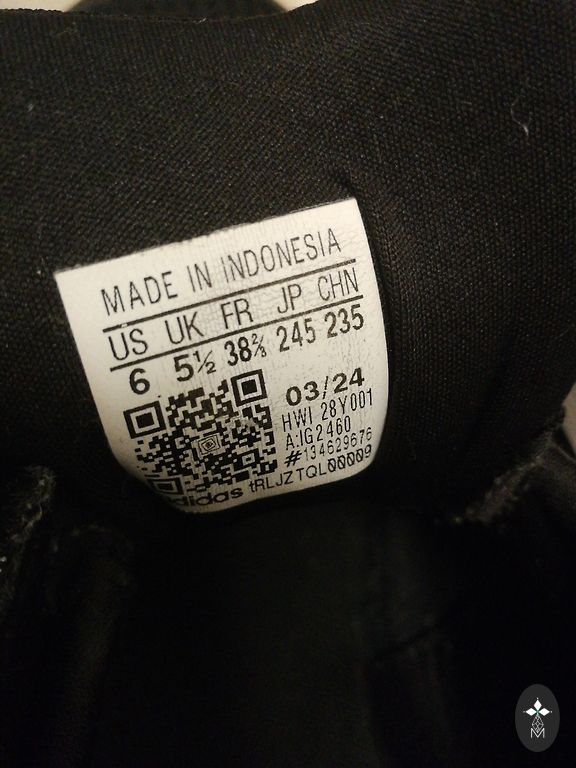 MADE IN INDONESIA
US UK FR JP CHN
6 5½ 38⅔ 245 235
03/24
HWI 28Y001
A:IG2460
#134629676
adidas tRLJZTQL00009
M